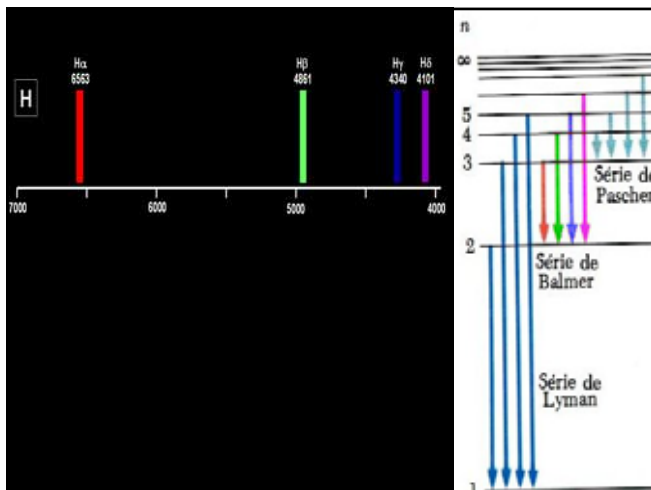 Hα Hβ Hγ Hδ
6563 4861 4340 4101
H
7000 6000 5000 4000
n
∞
5
4
3
Série de
Paschen
2
Série de
Balmer
Série de
Lyman
1